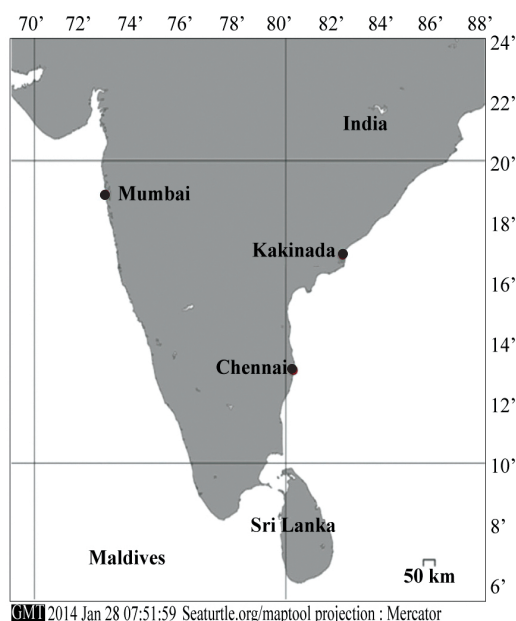 70’ 72’ 74’ 76’ 78’ 80’ 82’ 84’ 86’ 88’
24’
22’
India
20’
Mumbai
18’
Kakinada
16’
14’
Chennai
12’
10’
Sri Lanka
8’
Maldives
50 km
6’
GMT 2014 Jan 28 07:51:59 Seaturtle.org/maptool projection : Mercator